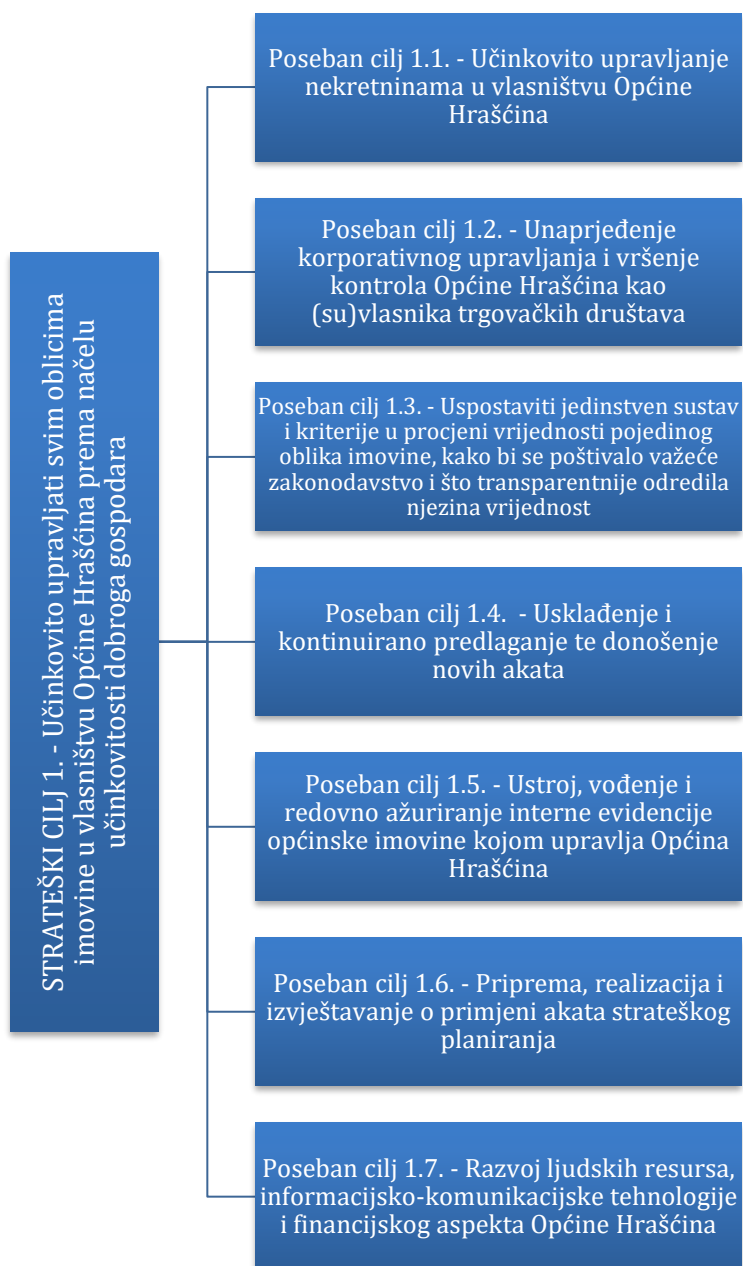 STRATEŠKI CILJ 1. - Učinkovito upravljati svim oblicima
imovine u vlasništvu Općine Hrašćina prema načelu
učinkovitosti dobroga gospodara
Poseban cilj 1.1. - Učinkovito upravljanje
nekretninama u vlasništvu Općine
Hrašćina
Poseban cilj 1.2. - Unaprjeđenje
korporativnog upravljanja i vršenje
kontrola Općine Hrašćina kao
(su)vlasnika trgovačkih društava
Poseban cilj 1.3. - Uspostaviti jedinstven sustav
i kriterije u procjeni vrijednosti pojedinog
oblika imovine, kako bi se poštivalo važeće
zakonodavstvo i što transparentnije odredila
njezina vrijednost
Poseban cilj 1.4. - Usklađenje i
kontinuirano predlaganje te donošenje
novih akata
Poseban cilj 1.5. - Ustroj, vođenje i
redovno ažuriranje interne evidencije
općinske imovine kojom upravlja Općina
Hrašćina
Poseban cilj 1.6. - Priprema, realizacija i
izvještavanje o primjeni akata strateškog
planiranja
Poseban cilj 1.7. - Razvoj ljudskih resursa,
informacijsko-komunikacijske tehnologije
i financijskog aspekta Općine Hrašćina